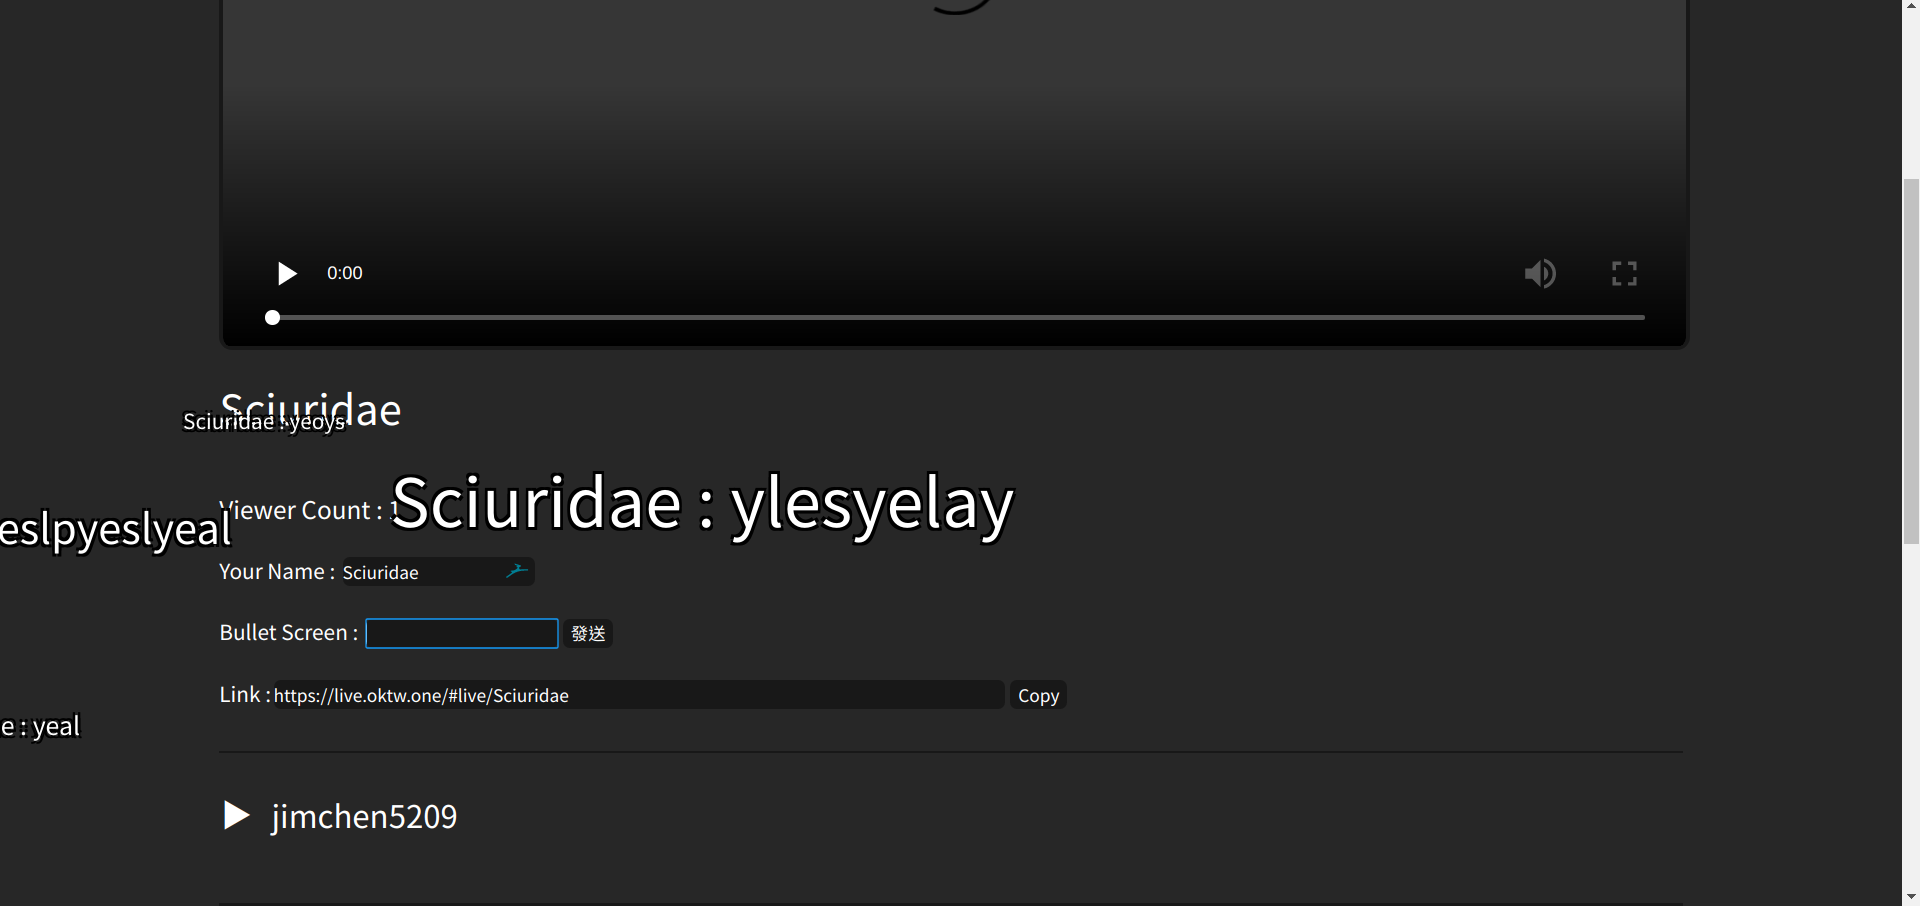 0:00
Sciuridae
Sciuridae : yeoys
Viewer Count : 1
Sciuridae : ylesyelay
eslpyeslyeal
Your Name : Sciuridae
Bullet Screen : 發送
Link : https://live.oktw.one/#live/Sciuridae Copy
e : yeal
jimchen5209